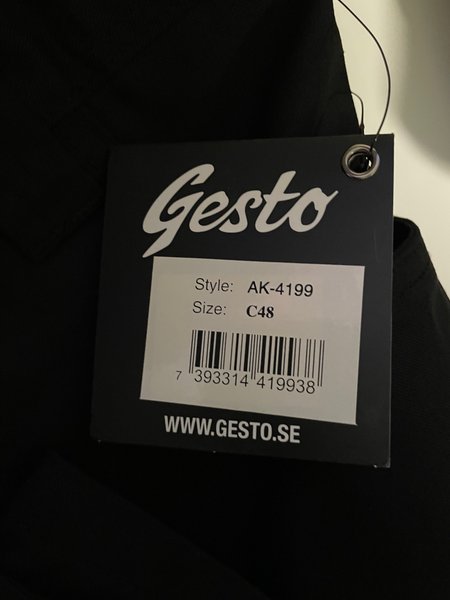 Gesto
Style: AK-4199
Size: C48
7 393314 419938
WWW.GESTO.SE